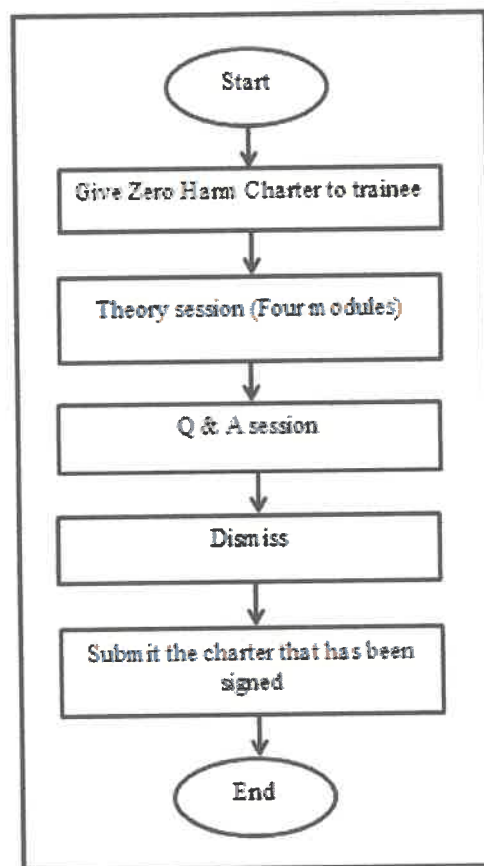 Start
Give Zero Harm Charter to trainee
Theory session (Four modules)
Q & A session
Dismiss
Submit the charter that has been
signed
End